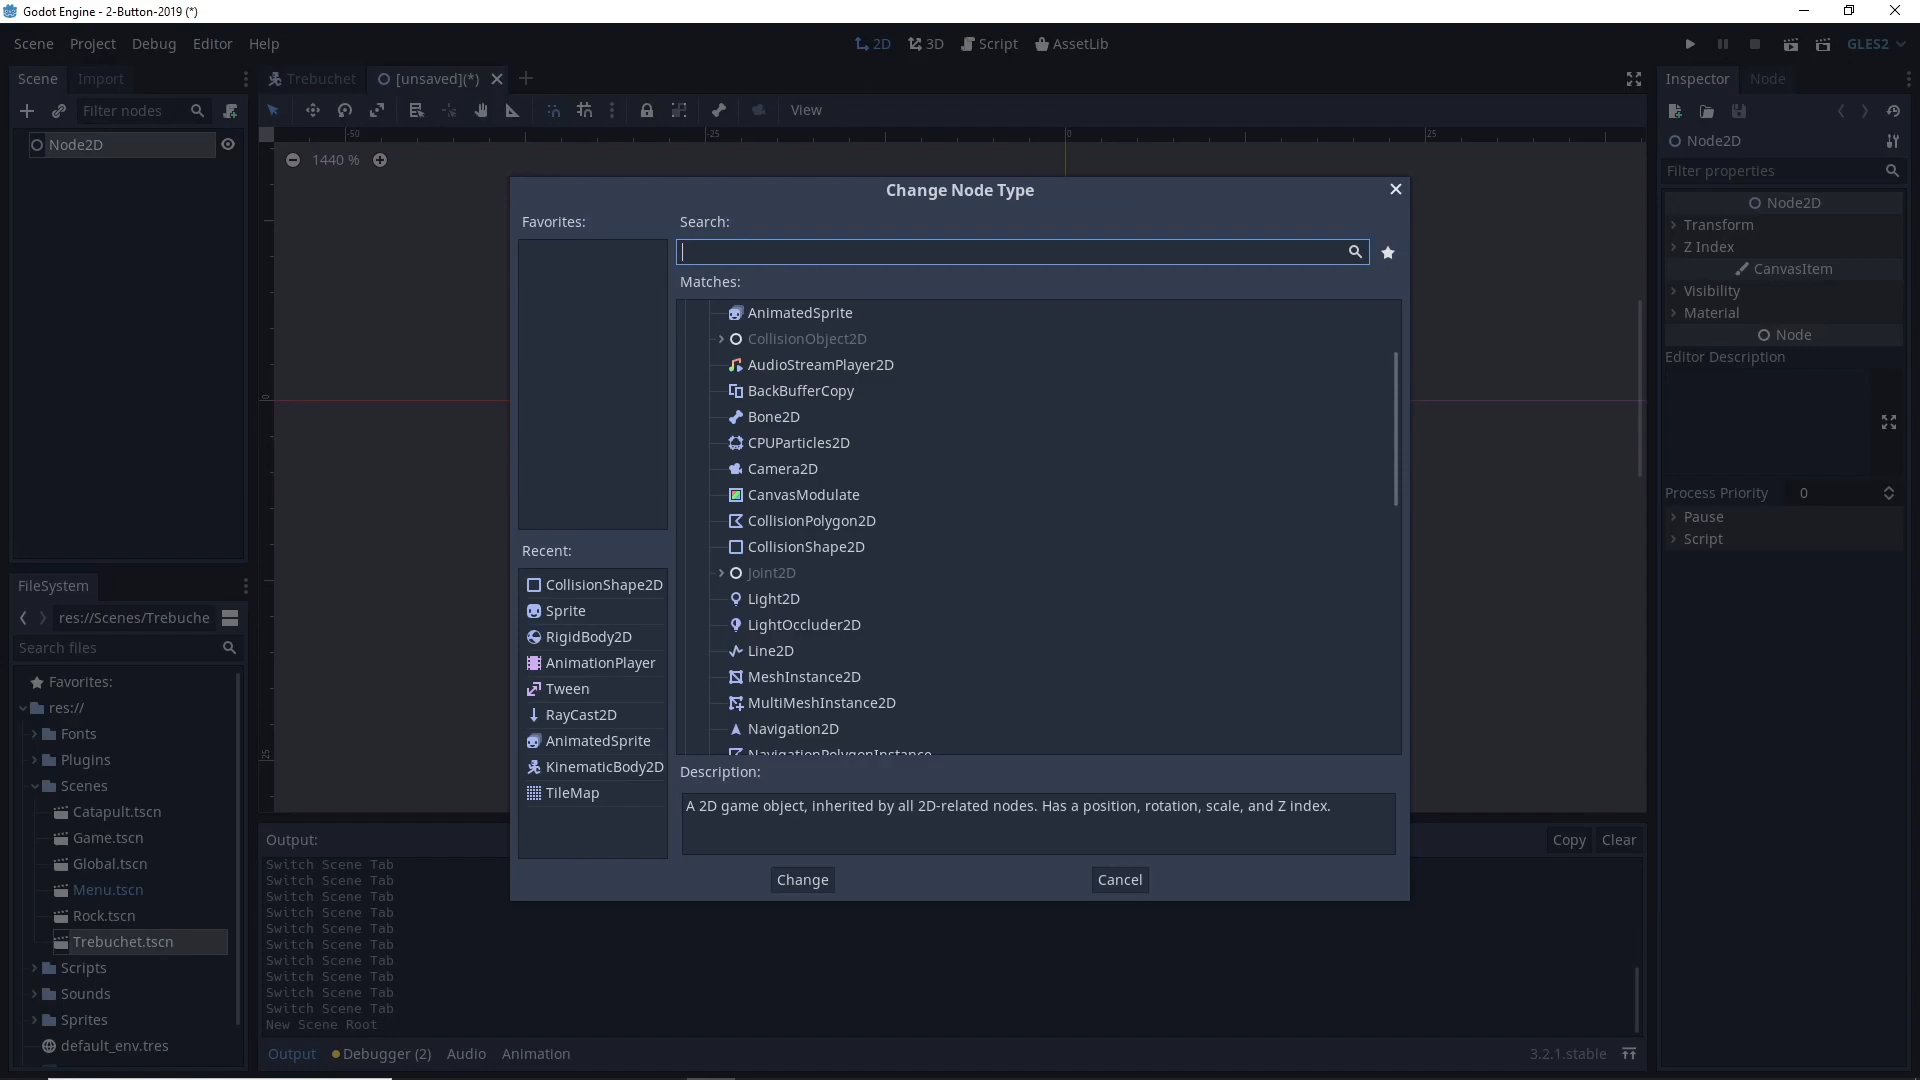 Godot Engine - 2-Button-2019 (*)
Scene Project Debug Editor Help
2D 3D Script AssetLib
GLES2
Scene Import
Filter nodes
Node2D
Trebuchet [unsaved](*)
View
-50 -25 0 25
1440 %
0
25
Change Node Type
Favorites:
Search:
Matches:
AnimatedSprite
CollisionObject2D
AudioStreamPlayer2D
BackBufferCopy
Bone2D
CPUParticles2D
Camera2D
CanvasModulate
CollisionPolygon2D
CollisionShape2D
Joint2D
Light2D
LightOccluder2D
Line2D
MeshInstance2D
MultiMeshInstance2D
Navigation2D
NavigationPolygonInstance
Recent:
CollisionShape2D
Sprite
RigidBody2D
AnimationPlayer
Tween
RayCast2D
AnimatedSprite
KinematicBody2D
TileMap
Description:
A 2D game object, inherited by all 2D-related nodes. Has a position, rotation, scale, and Z index.
Change Cancel
FileSystem
res://Scenes/Trebuche
Search files
Favorites:
res://
Fonts
Plugins
Scenes
Catapult.tscn
Game.tscn
Global.tscn
Menu.tscn
Rock.tscn
Trebuchet.tscn
Scripts
Sounds
Sprites
default_env.tres
Output:
Copy Clear
Switch Scene Tab
Switch Scene Tab
Switch Scene Tab
Switch Scene Tab
Switch Scene Tab
Switch Scene Tab
Switch Scene Tab
Switch Scene Tab
Switch Scene Tab
Switch Scene Tab
New Scene Root
Output Debugger (2) Audio Animation
3.2.1.stable
Inspector Node
Node2D
Filter properties
Node2D
Transform
Z Index
CanvasItem
Visibility
Material
Node
Editor Description
Process Priority 0
Pause
Script